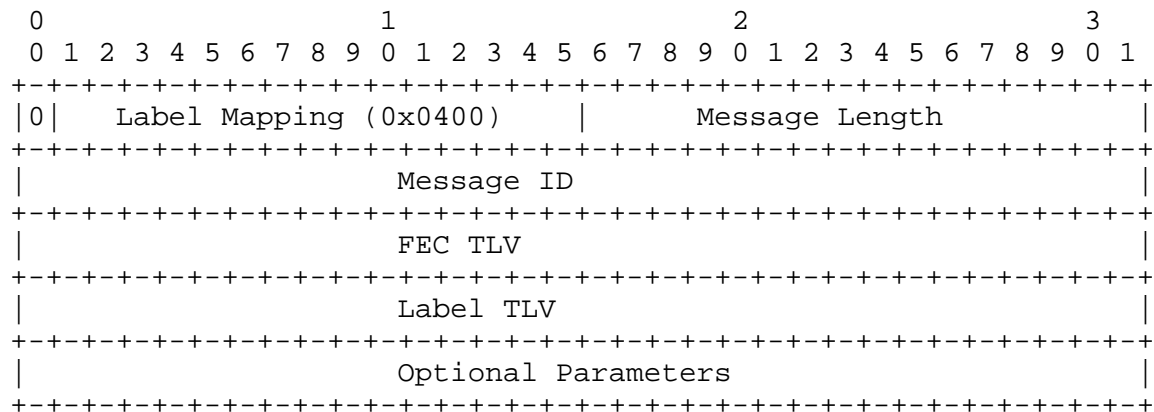 0                   1                   2                   3
 0 1 2 3 4 5 6 7 8 9 0 1 2 3 4 5 6 7 8 9 0 1 2 3 4 5 6 7 8 9 0 1
+-+-+-+-+-+-+-+-+-+-+-+-+-+-+-+-+-+-+-+-+-+-+-+-+-+-+-+-+-+-+-+-+
|0|   Label Mapping (0x0400)    |      Message Length           |
+-+-+-+-+-+-+-+-+-+-+-+-+-+-+-+-+-+-+-+-+-+-+-+-+-+-+-+-+-+-+-+-+
|                     Message ID                                |
+-+-+-+-+-+-+-+-+-+-+-+-+-+-+-+-+-+-+-+-+-+-+-+-+-+-+-+-+-+-+-+-+
|                     FEC TLV                                   |
+-+-+-+-+-+-+-+-+-+-+-+-+-+-+-+-+-+-+-+-+-+-+-+-+-+-+-+-+-+-+-+-+
|                     Label TLV                                 |
+-+-+-+-+-+-+-+-+-+-+-+-+-+-+-+-+-+-+-+-+-+-+-+-+-+-+-+-+-+-+-+-+
|                     Optional Parameters                       |
+-+-+-+-+-+-+-+-+-+-+-+-+-+-+-+-+-+-+-+-+-+-+-+-+-+-+-+-+-+-+-+-+